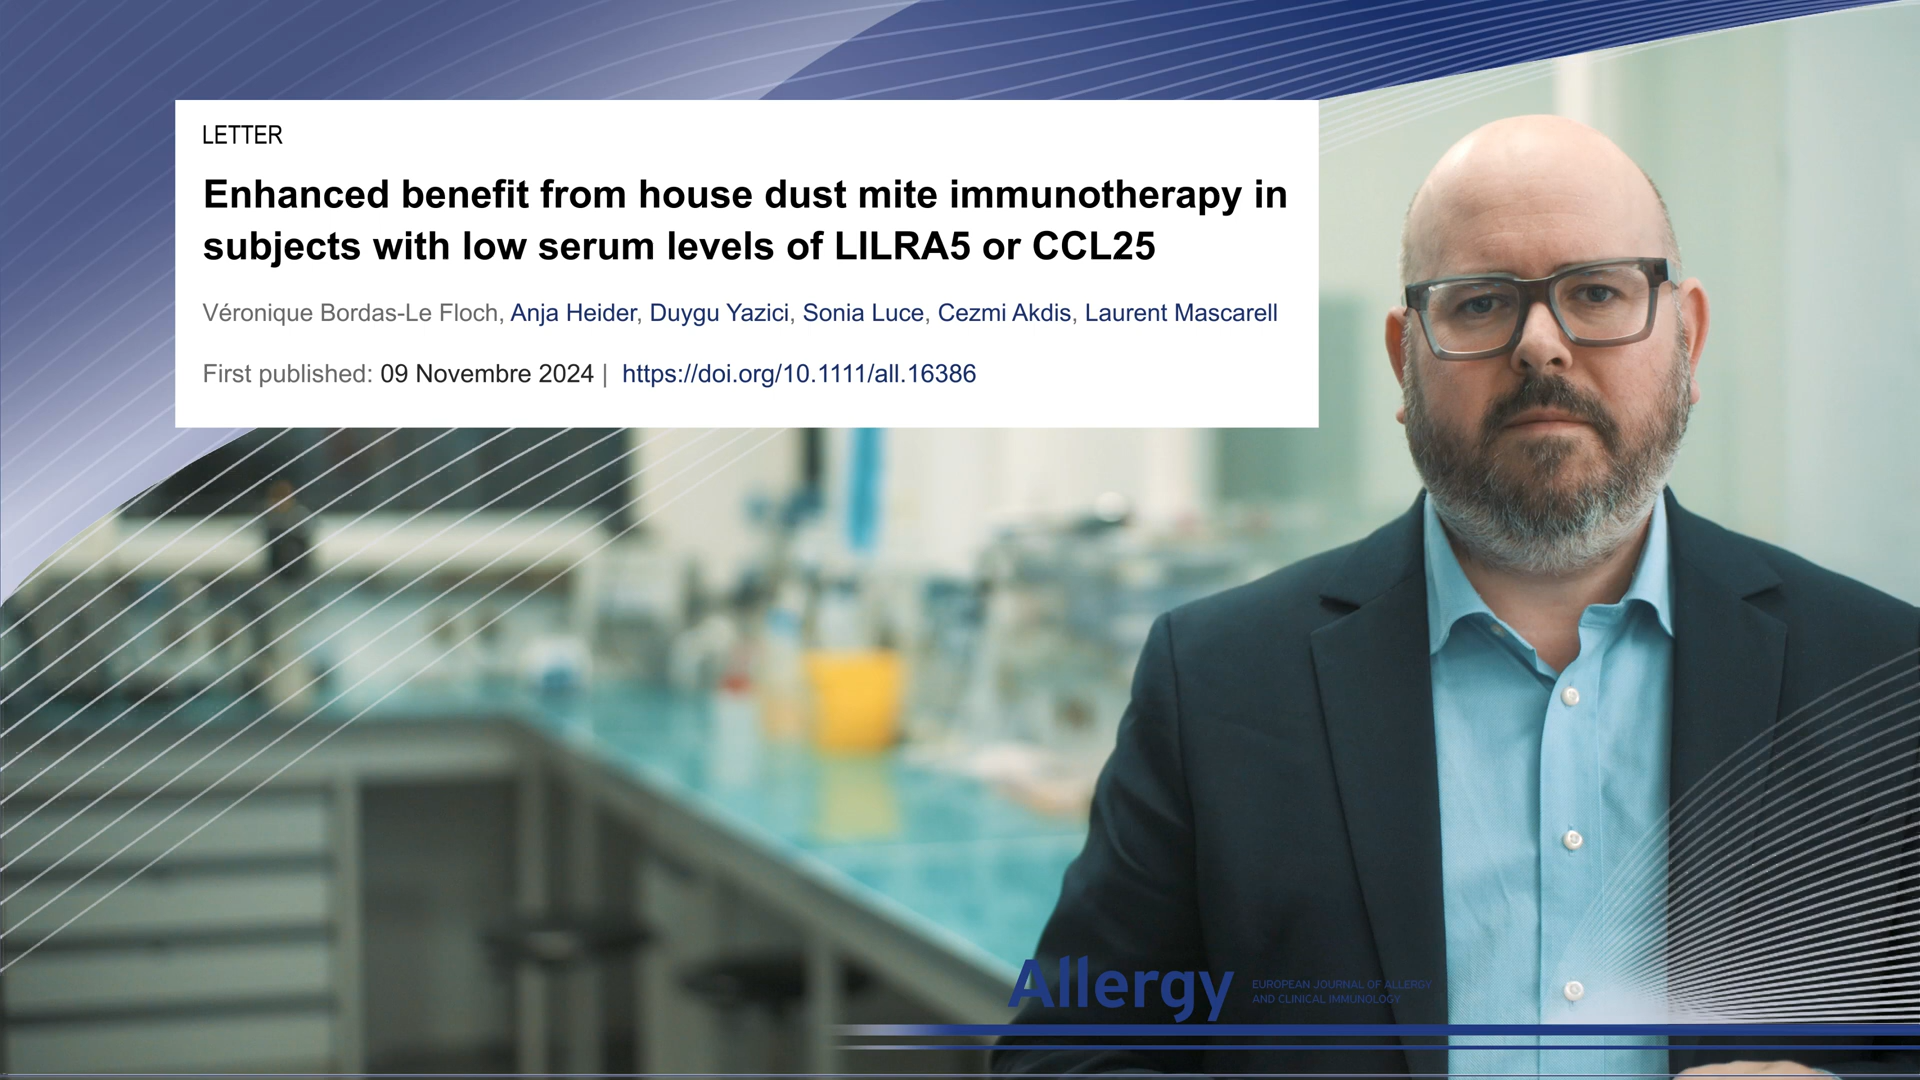 LETTER
Enhanced benefit from house dust mite immunotherapy in
subjects with low serum levels of LILRA5 or CCL25
Véronique Bordas-Le Floch, Anja Heider, Duygu Yazici, Sonia Luce, Cezmi Akdis, Laurent Mascarell
First published: 09 Novembre 2024 | https://doi.org/10.1111/all.16386
Allergy
EUROPEAN JOURNAL OF ALLERGY
AND CLINICAL IMMUNOLOGY